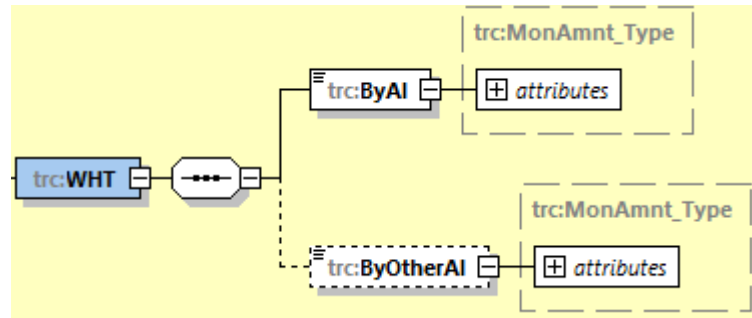 trc:MonAmnt_Type
trc:ByAI
attributes
trc:WHT
trc:MonAmnt_Type
trc:ByOtherAI
attributes